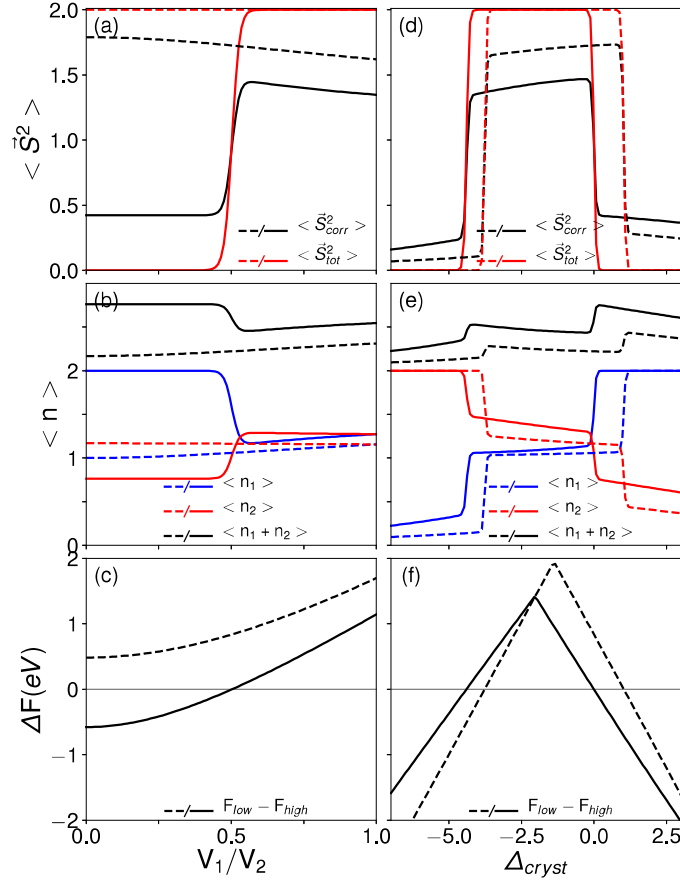 (a)
(d)
2.0
1.5
1.0
0.5
0.0
< S⃗² >
< S⃗²corr >
< S⃗²tot >
< S⃗²corr >
< S⃗²tot >
(b)
(e)
2
1
0
< n >
< n₁ >
< n₂ >
< n₁ + n₂ >
< n₁ >
< n₂ >
< n₁ + n₂ >
(c)
(f)
2
1
0
−1
−2
ΔF(eV)
Flow − Fhigh
Flow − Fhigh
0.0 0.5 1.0
−5.0 −2.5 0.0 2.5
V₁/V₂
Δcryst